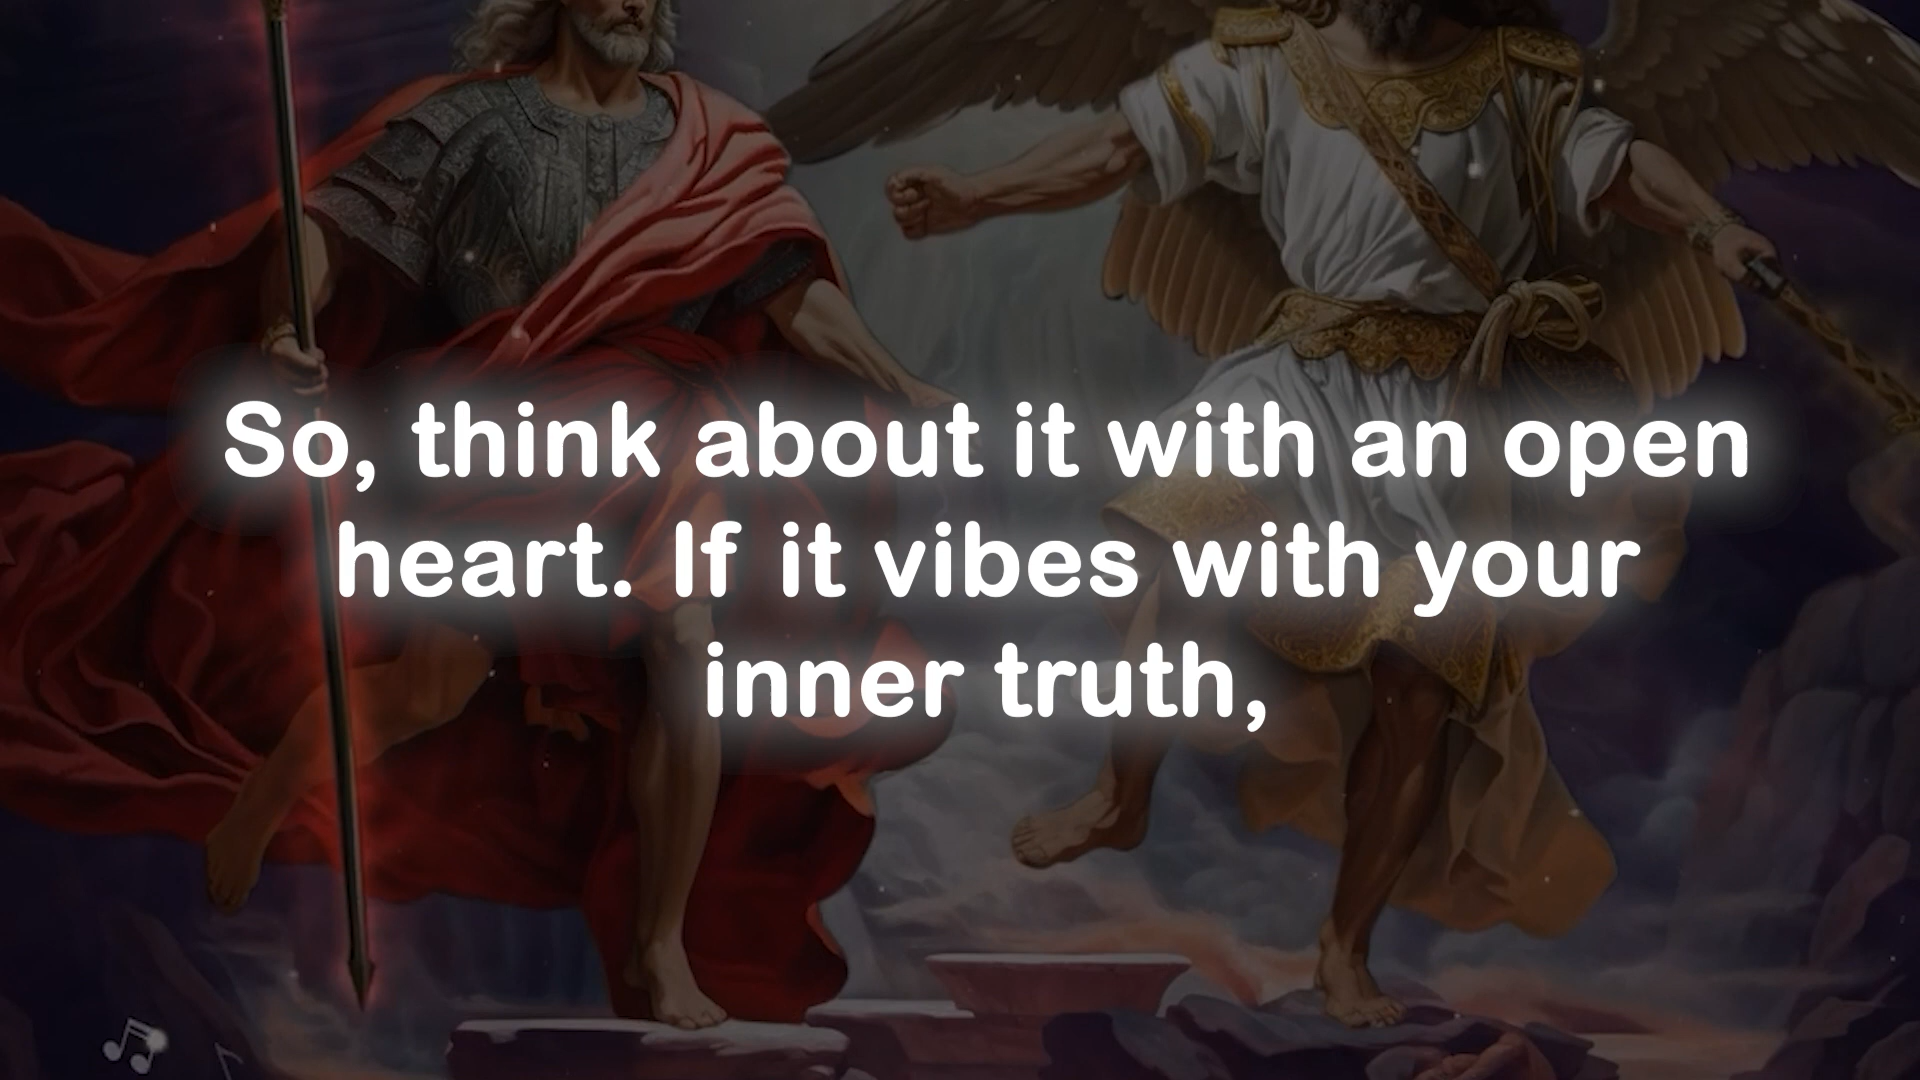 So, think about it with an open
heart. If it vibes with your
inner truth,